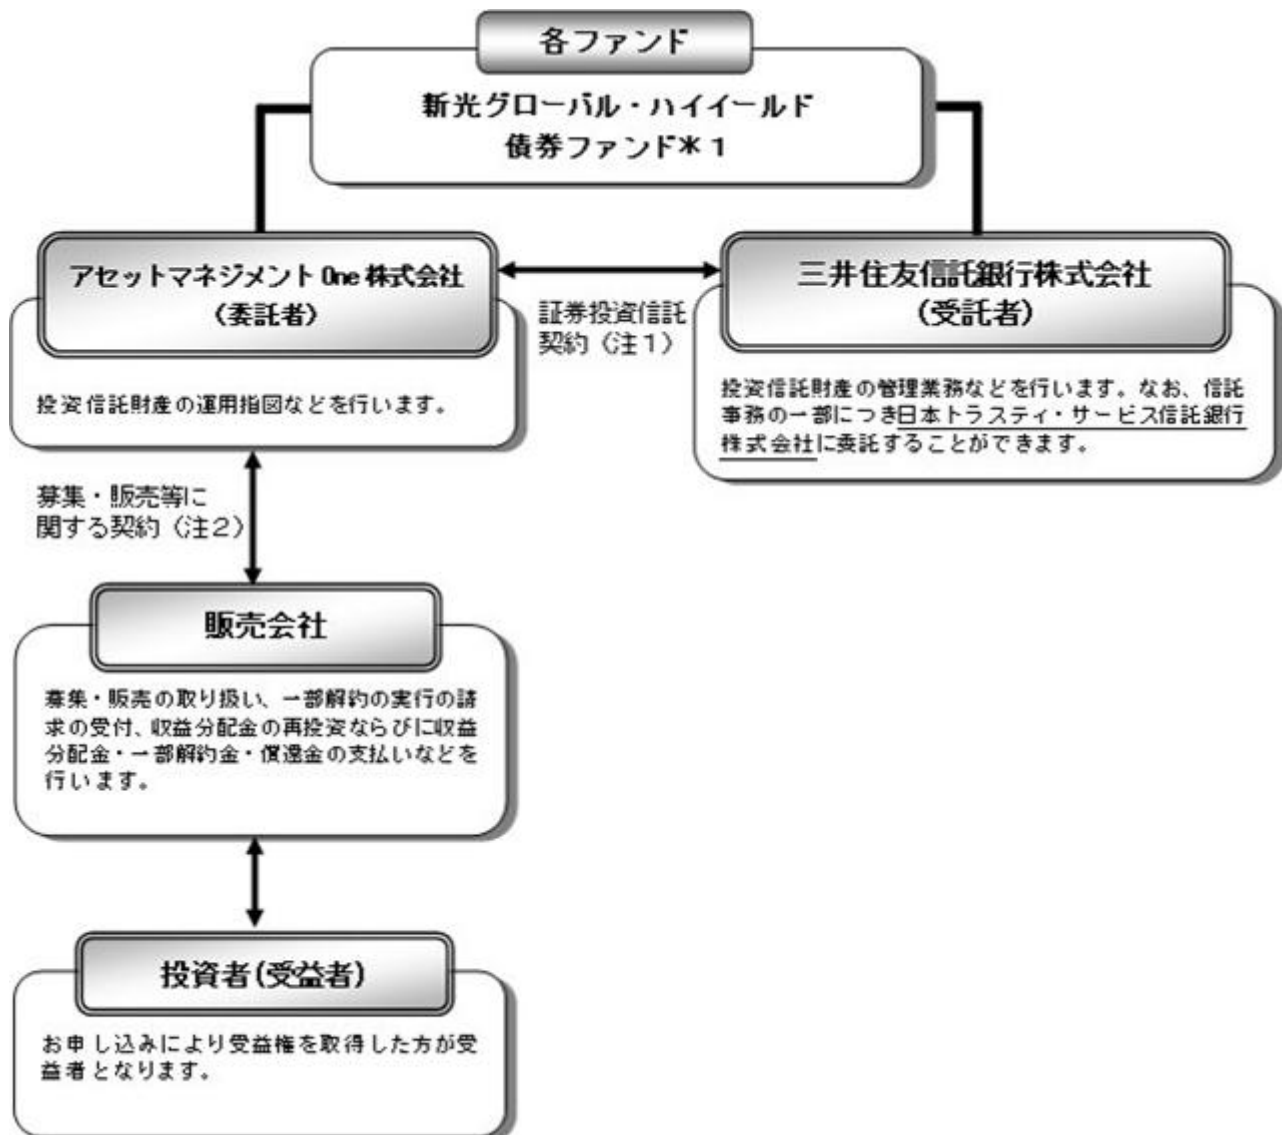 各ファンド
新光グローバル・ハイイールド
債券ファンド＊1
アセットマネジメントOne株式会社
（委託者）
投資信託財産の運用指図などを行います。
証券投資信託
契約（注1）
三井住友信託銀行株式会社
（受託者）
投資信託財産の管理業務などを行います。なお、信託
事務の一部につき日本トラスティ・サービス信託銀行
株式会社に委託することができます。
募集・販売等に
関する契約（注2）
販売会社
募集・販売の取り扱い、一部解約の実行の請
求の受付、収益分配金の再投資ならびに収益
分配金・一部解約金・償還金の支払いなどを
行います。
投資者（受益者）
お申し込みにより受益権を取得した方が受
益者となります。